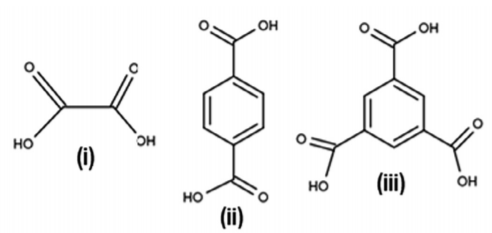 O O
HO OH
(i)
O OH
HO O
(ii)
O OH
O O
HO OH
(iii)